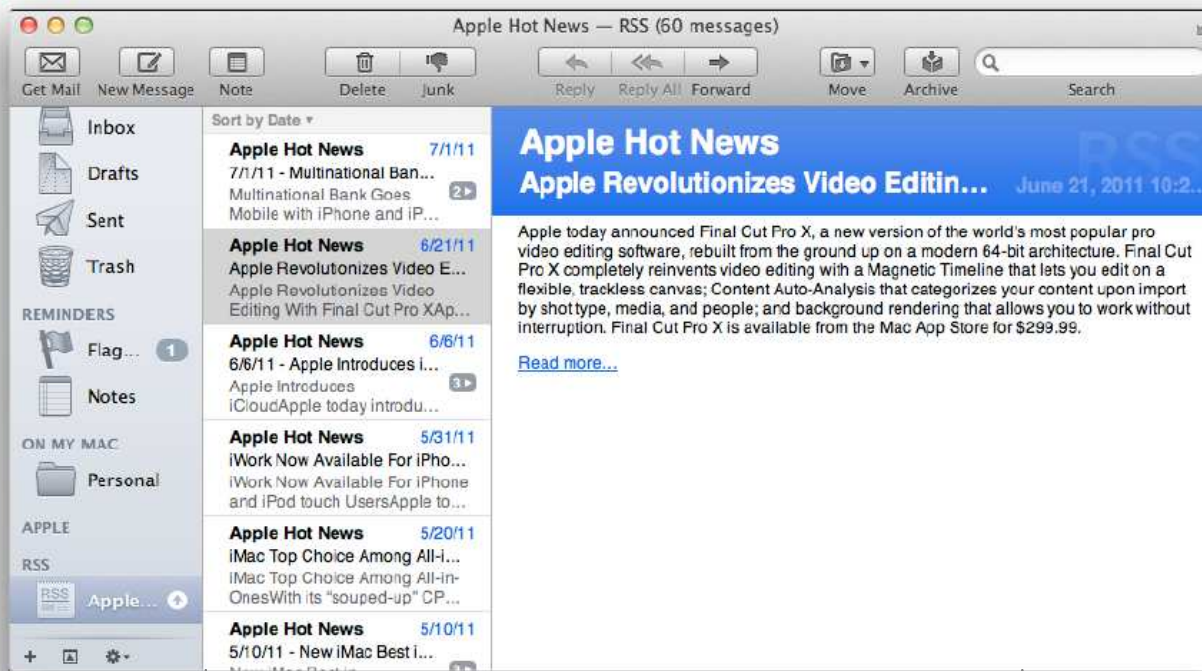 Apple Hot News — RSS (60 messages)
Get Mail New Message Note Delete Junk Reply Reply All Forward Move Archive Search
Inbox
Drafts
Sent
Trash
REMINDERS
Flag... 1
Notes
ON MY MAC
Personal
APPLE
RSS
RSS Apple...
Sort by Date
Apple Hot News 7/1/11
7/1/11 - Multinational Ban...
Multinational Bank Goes 2
Mobile with iPhone and iP...
Apple Hot News 6/21/11
Apple Revolutionizes Video E...
Apple Revolutionizes Video
Editing With Final Cut Pro XAp...
Apple Hot News 6/6/11
6/6/11 - Apple Introduces i...
Apple Introduces 3
iCloudApple today introdu...
Apple Hot News 5/31/11
iWork Now Available For iPho...
iWork Now Available For iPhone
and iPod touch UsersApple to...
Apple Hot News 5/20/11
iMac Top Choice Among All-i...
iMac Top Choice Among All-in-
OnesWith its "souped-up" CP...
Apple Hot News 5/10/11
5/10/11 - New iMac Best i...
Apple Hot News RSS
Apple Revolutionizes Video Editin... June 21, 2011 10:2...
Apple today announced Final Cut Pro X, a new version of the world's most popular pro
video editing software, rebuilt from the ground up on a modern 64-bit architecture. Final Cut
Pro X completely reinvents video editing with a Magnetic Timeline that lets you edit on a
flexible, trackless canvas; Content Auto-Analysis that categorizes your content upon import
by shot type, media, and people; and background rendering that allows you to work without
interruption. Final Cut Pro X is available from the Mac App Store for $299.99.
Read more...